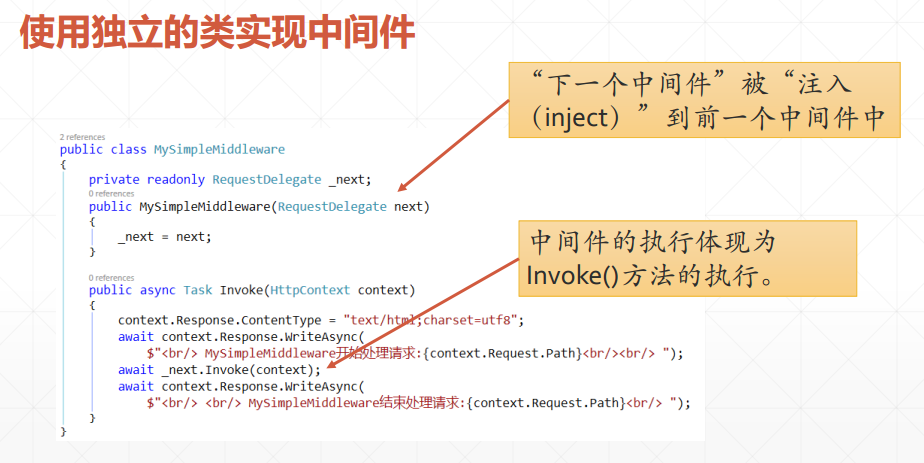 使用独立的类实现中间件
“下一个中间件”被“注入
（inject）”到前一个中间件中
2 references
public class MySimpleMiddleware
{
private readonly RequestDelegate _next;
0 references
public MySimpleMiddleware(RequestDelegate next)
{
_next = next;
}
中间件的执行体现为
Invoke()方法的执行。
0 references
public async Task Invoke(HttpContext context)
{
context.Response.ContentType = "text/html;charset=utf8";
await context.Response.WriteAsync(
$"<br/> MySimpleMiddleware开始处理请求:{context.Request.Path}<br/><br/> ");
await _next.Invoke(context);
await context.Response.WriteAsync(
$"<br/> <br/> MySimpleMiddleware结束处理请求:{context.Request.Path}<br/> ");
}
}